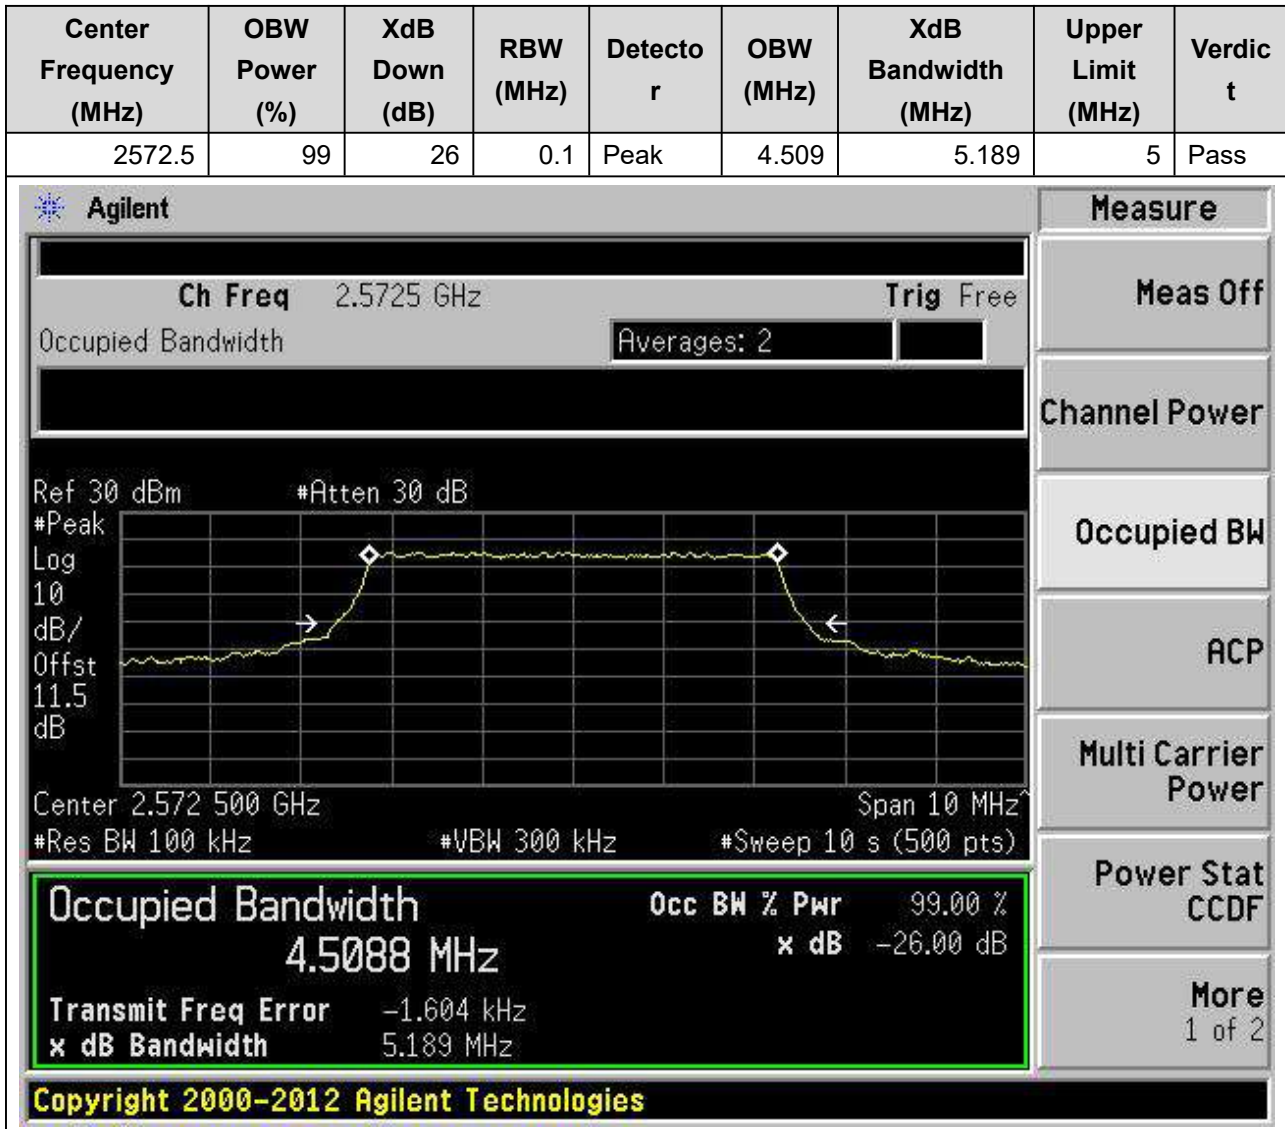 Center Frequency (MHz) OBW Power (%) XdB Down (dB) RBW (MHz) Detecto r OBW (MHz) XdB Bandwidth (MHz) Upper Limit (MHz) Verdic t
2572.5 99 26 0.1 Peak 4.509 5.189 5 Pass
Agilent
Measure
Ch Freq 2.5725 GHz Trig Free
Meas Off
Occupied Bandwidth Averages: 2
Channel Power
Ref 30 dBm #Atten 30 dB
#Peak
Log
10
dB/
Offst
11.5
dB
Occupied BW
ACP
Multi Carrier
Power
Center 2.572 500 GHz Span 10 MHz^
#Res BW 100 kHz #VBW 300 kHz #Sweep 10 s (500 pts)
Power Stat
CCDF
Occupied Bandwidth Occ BW % Pwr 99.00 %
4.5088 MHz x dB -26.00 dB
Transmit Freq Error -1.604 kHz
x dB Bandwidth 5.189 MHz
More
1 of 2
Copyright 2000-2012 Agilent Technologies